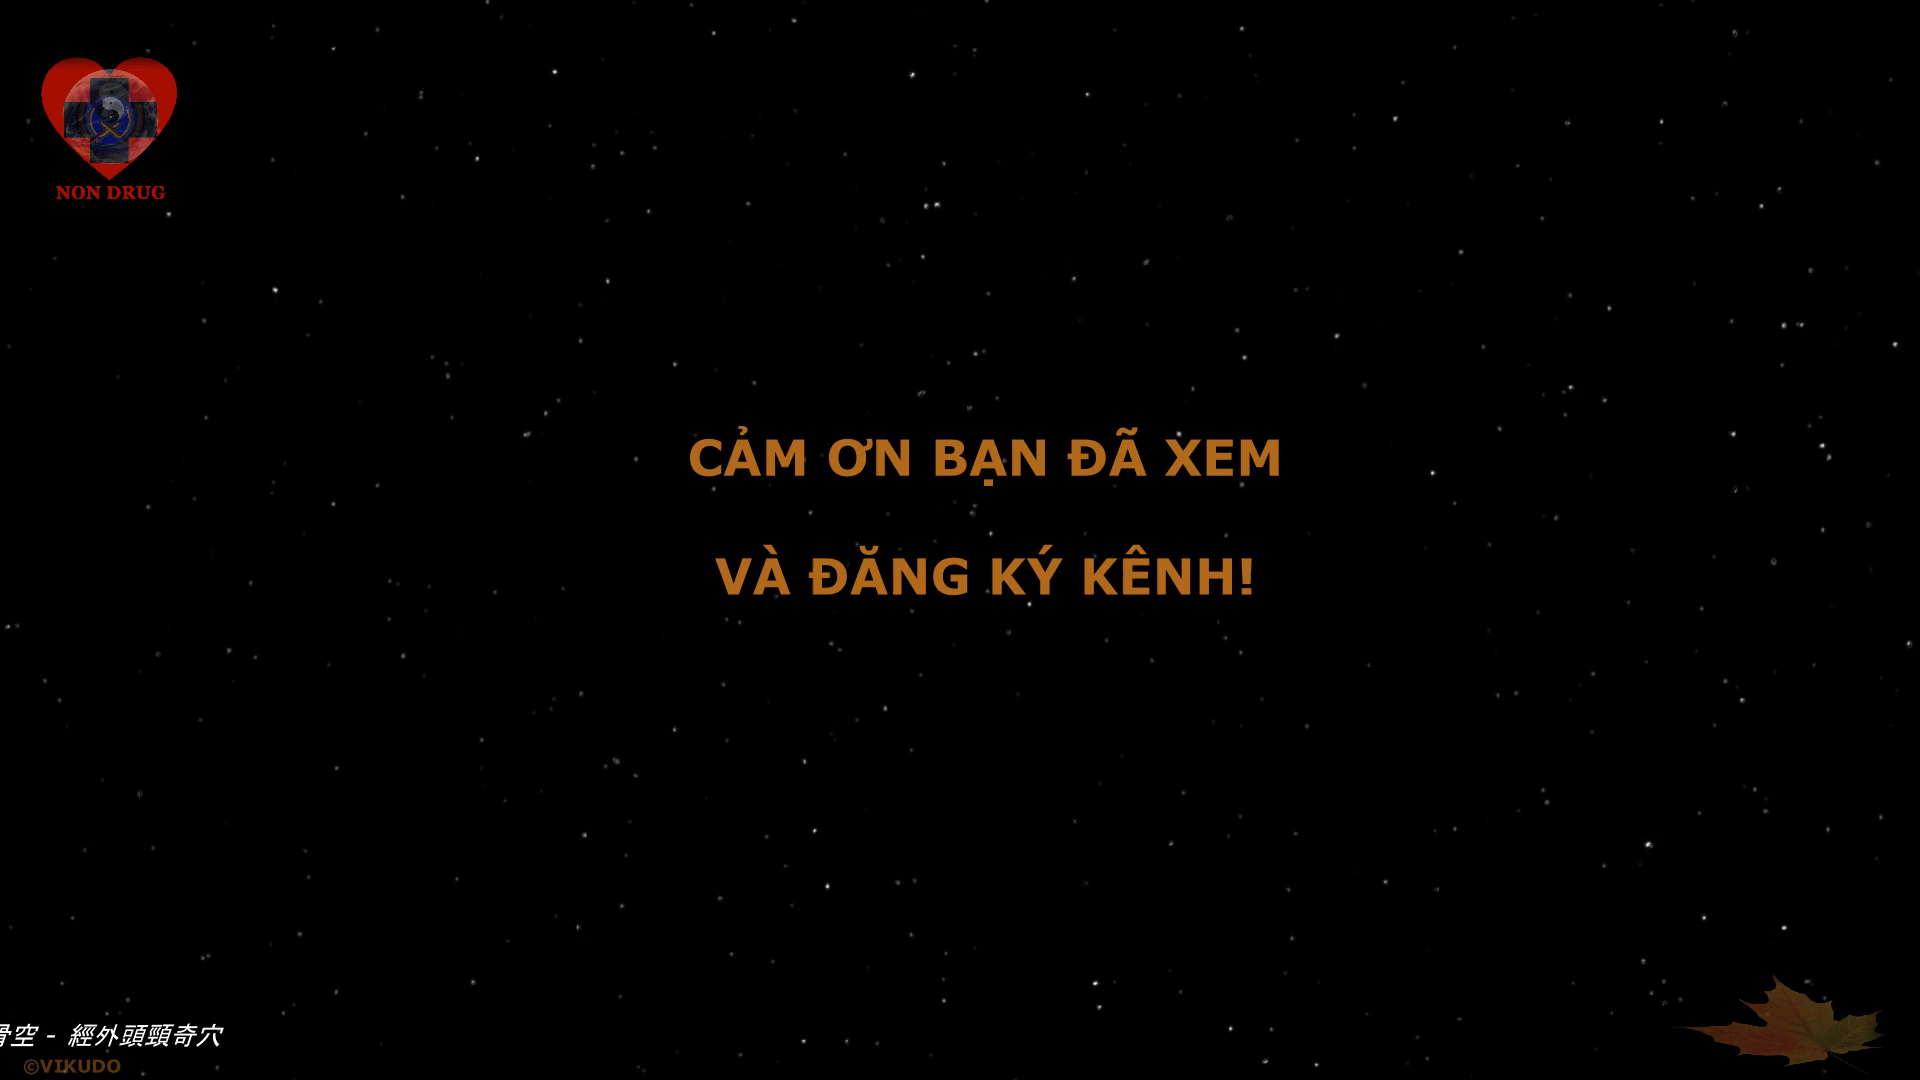 NON DRUG
CẢM ƠN BẠN ĐÃ XEM
VÀ ĐĂNG KÝ KÊNH!
骨空 - 經外頭頸奇穴
©VIKUDO